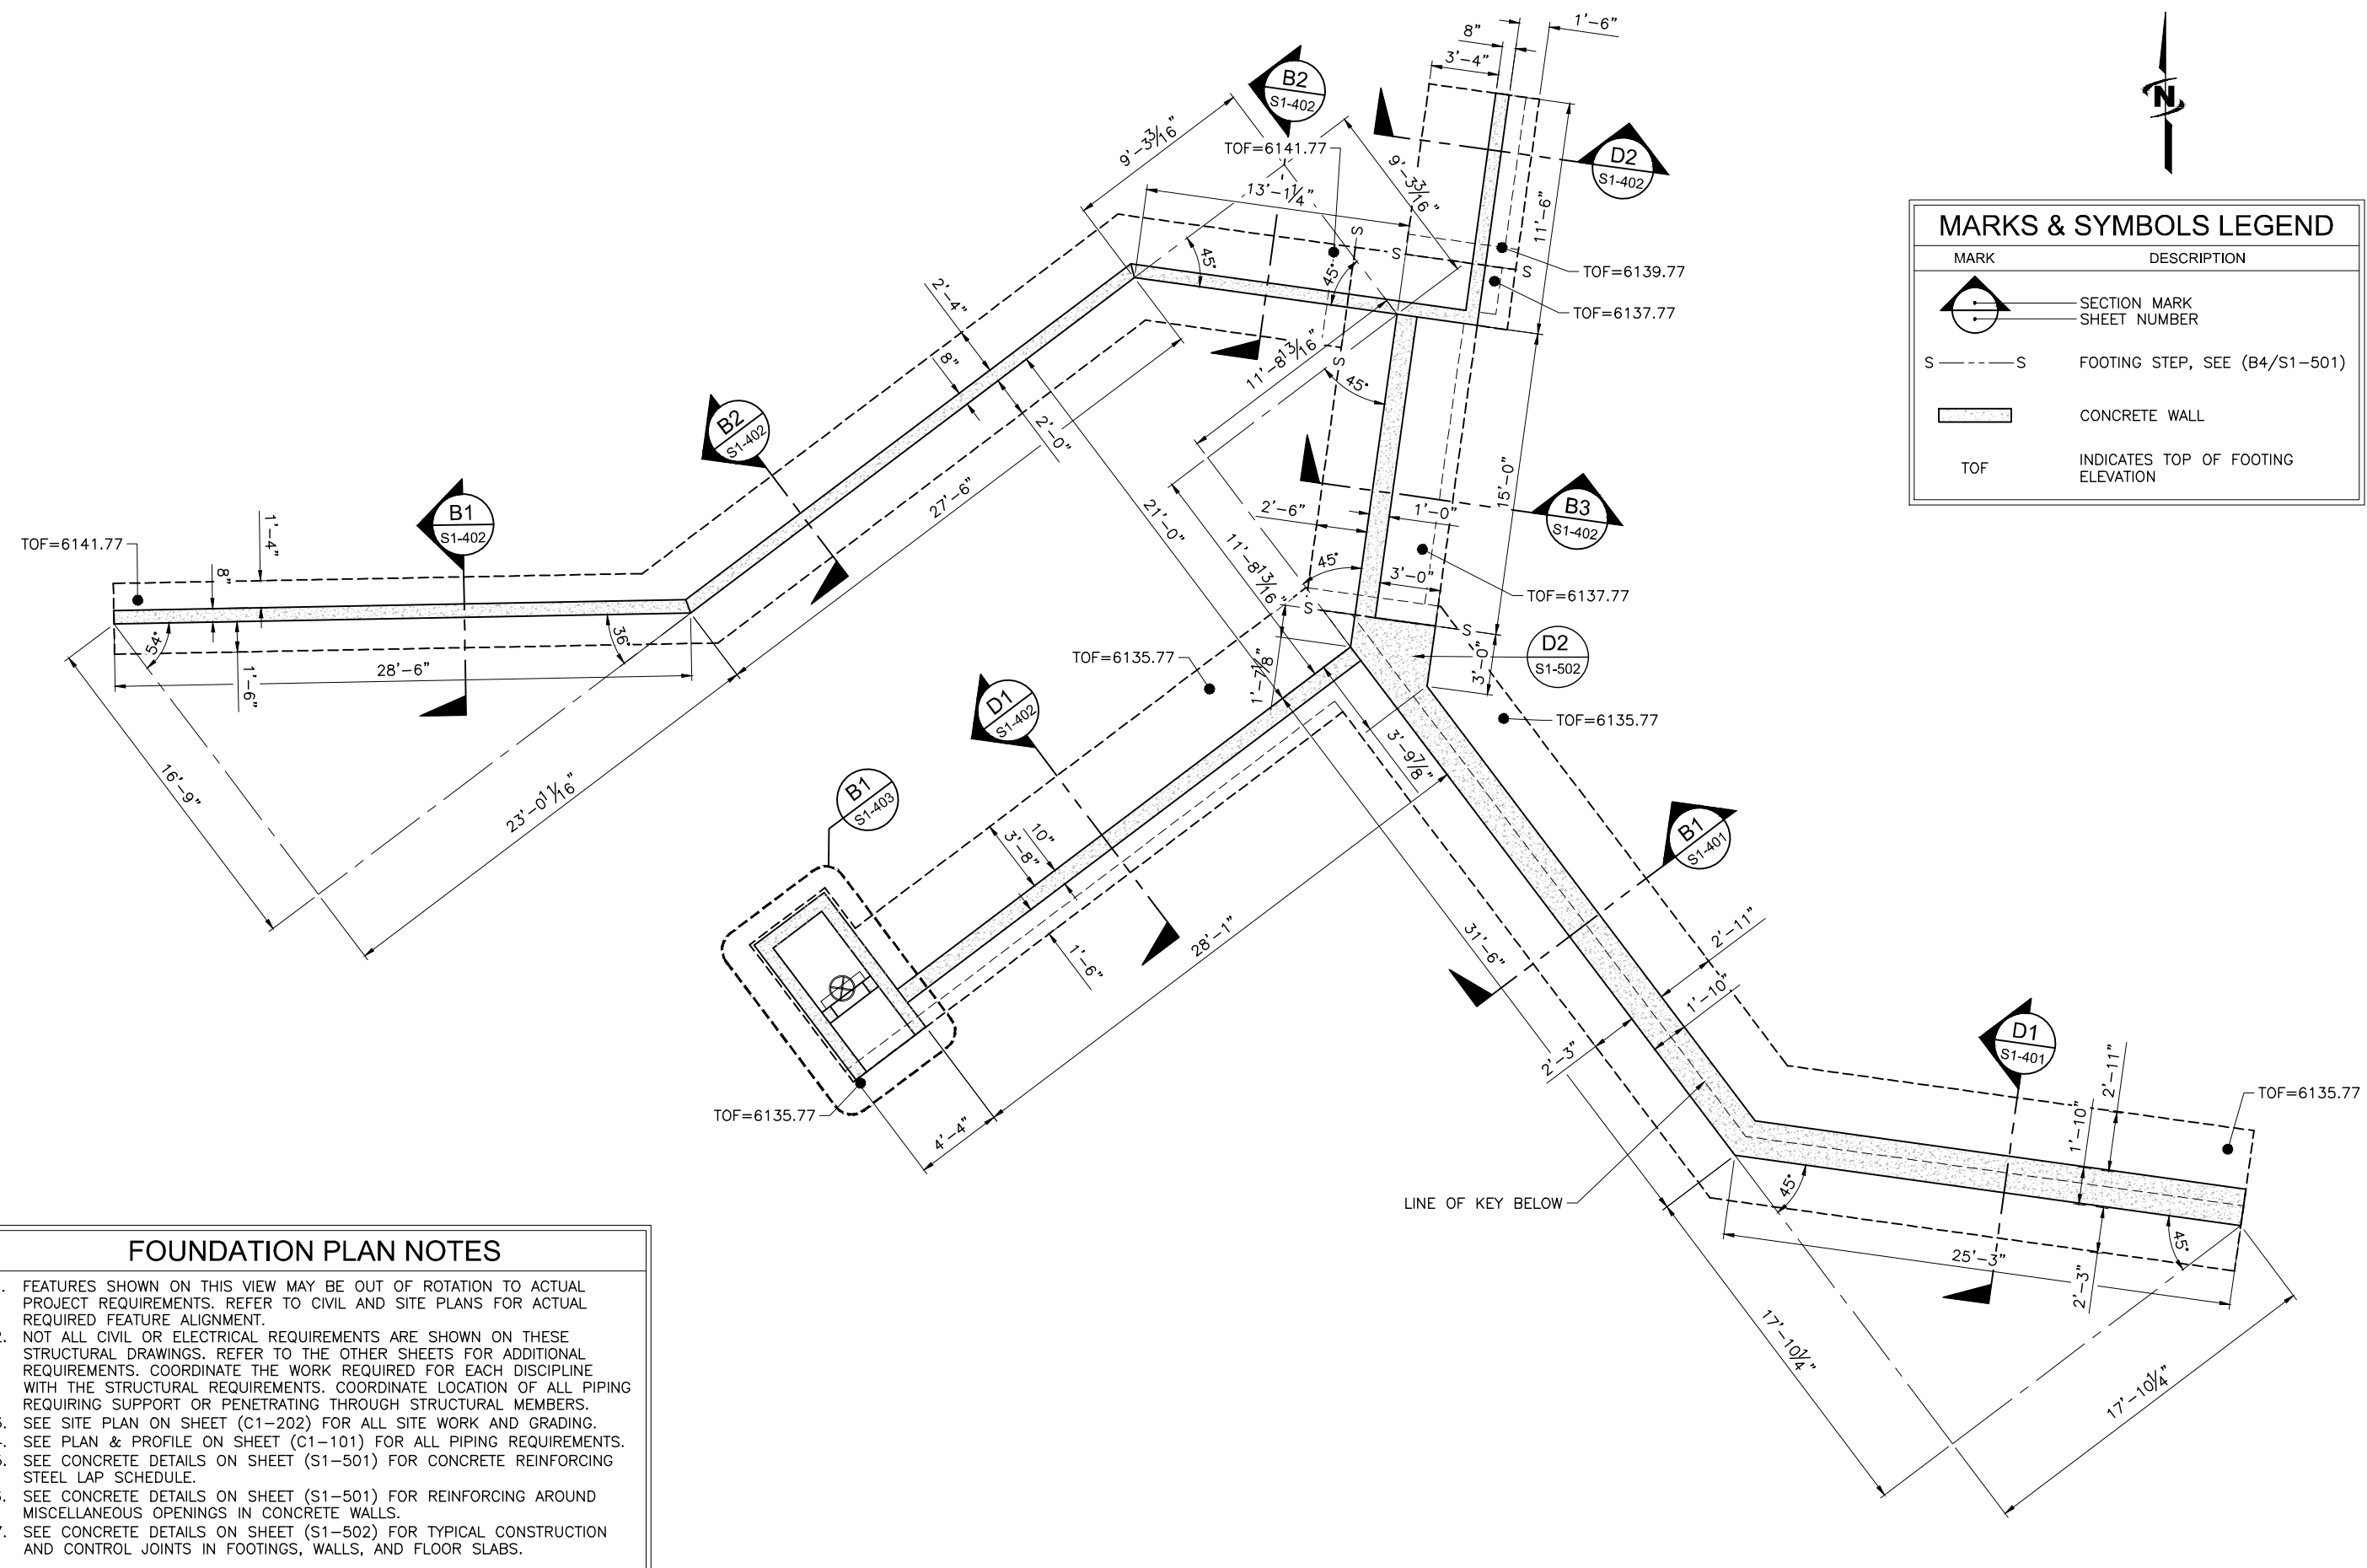 8"
1'-6"
3'-4"
B2
S1-402
9'-3 3/16"
TOF=6141.77
9'-3 3/16"
D2
S1-402
N
13'-1 1/4"
11'-6"
S
S
S
45°
45°
TOF=6139.77
TOF=6137.77
2'-4"
8"
11'-8 13/16"
S
45°
2'-0"
B2
S1-402
27'-6"
21'-0"
15'-0"
B3
S1-402
2'-6"
1'-0"
B1
S1-402
1'-4"
TOF=6141.77
8"
11'-8 13/16"
45°
3'-0"
TOF=6137.77
S
S
54°
36°
28'-6"
1'-6"
TOF=6135.77
1'-7 1/8"
3'-0"
D2
S1-502
TOF=6135.77
D1
S1-402
3'-9 7/8"
16'-9"
23'-0 11/16"
B1
S1-403
10"
3'-8"
B1
S1-401
28'-1"
1'-6"
31'-6"
2'-11"
1'-10"
2'-3"
D1
S1-401
2'-11"
1'-10"
TOF=6135.77
TOF=6135.77
4'-4"
LINE OF KEY BELOW
45°
45°
25'-3"
2'-3"
17'-10 1/4"
17'-10 1/4"
MARKS & SYMBOLS LEGEND
MARK DESCRIPTION
SECTION MARK
SHEET NUMBER
S S FOOTING STEP, SEE (B4/S1-501)
CONCRETE WALL
TOF INDICATES TOP OF FOOTING
ELEVATION
FOUNDATION PLAN NOTES
. FEATURES SHOWN ON THIS VIEW MAY BE OUT OF ROTATION TO ACTUAL
PROJECT REQUIREMENTS. REFER TO CIVIL AND SITE PLANS FOR ACTUAL
REQUIRED FEATURE ALIGNMENT.
2. NOT ALL CIVIL OR ELECTRICAL REQUIREMENTS ARE SHOWN ON THESE
STRUCTURAL DRAWINGS. REFER TO THE OTHER SHEETS FOR ADDITIONAL
REQUIREMENTS. COORDINATE THE WORK REQUIRED FOR EACH DISCIPLINE
WITH THE STRUCTURAL REQUIREMENTS. COORDINATE LOCATION OF ALL PIPING
REQUIRING SUPPORT OR PENETRATING THROUGH STRUCTURAL MEMBERS.
3. SEE SITE PLAN ON SHEET (C1-202) FOR ALL SITE WORK AND GRADING.
4. SEE PLAN & PROFILE ON SHEET (C1-101) FOR ALL PIPING REQUIREMENTS.
5. SEE CONCRETE DETAILS ON SHEET (S1-501) FOR CONCRETE REINFORCING
STEEL LAP SCHEDULE.
6. SEE CONCRETE DETAILS ON SHEET (S1-501) FOR REINFORCING AROUND
MISCELLANEOUS OPENINGS IN CONCRETE WALLS.
7. SEE CONCRETE DETAILS ON SHEET (S1-502) FOR TYPICAL CONSTRUCTION
AND CONTROL JOINTS IN FOOTINGS, WALLS, AND FLOOR SLABS.